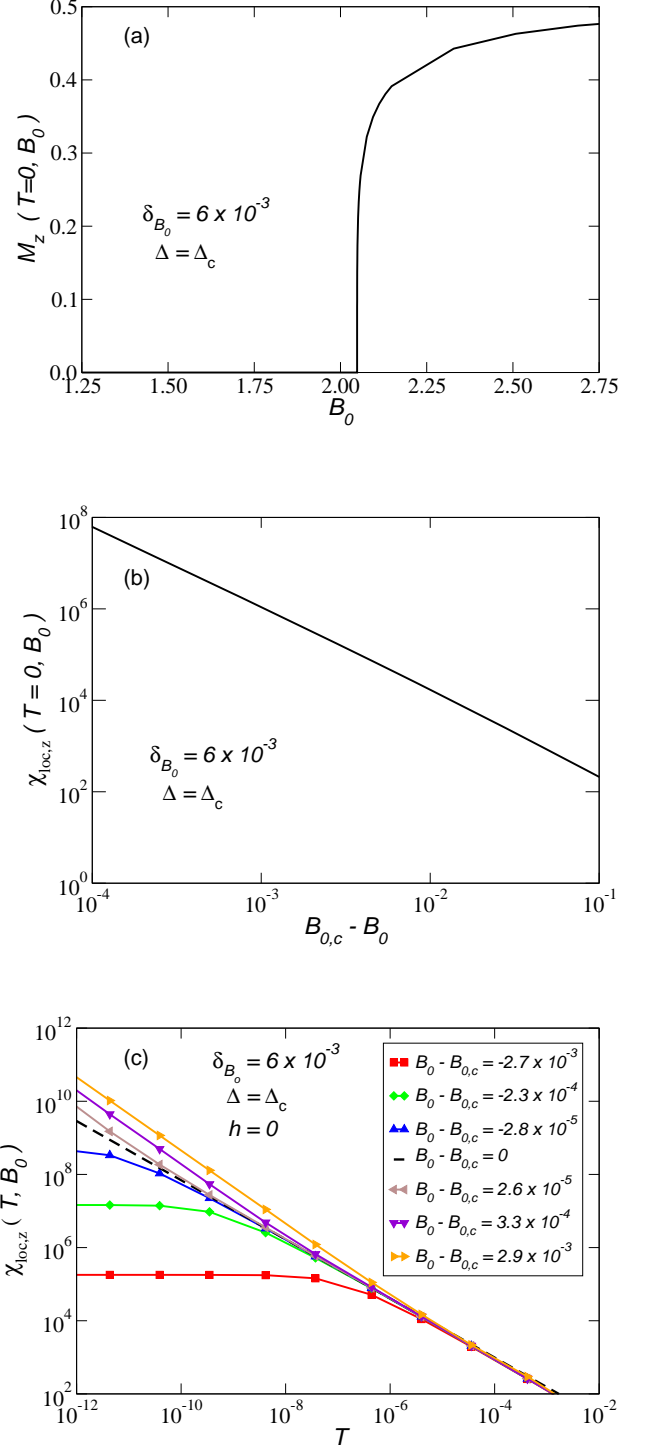 0.5
(a)
0.4
0.3
M_z ( T=0, B_0)
δ_{B_0} = 6 x 10^{-3}
0.2
Δ = Δ_c
0.1
0.0
1.25 1.50 1.75 2.00 2.25 2.50 2.75
B_0
10^8
(b)
10^6
χ_{loc,z} ( T = 0, B_0)
10^4
δ_{B_0} = 6 x 10^{-3}
Δ = Δ_c
10^2
10^0
10^{-4} 10^{-3} 10^{-2} 10^{-1}
B_{0,c} - B_0
10^{12}
(c)
δ_{B_o} = 6 x 10^{-3}
Δ = Δ_c
h = 0
B_0 - B_{0,c} = -2.7 x 10^{-3}
B_0 - B_{0,c} = -2.3 x 10^{-4}
B_0 - B_{0,c} = -2.8 x 10^{-5}
B_0 - B_{0,c} = 0
B_0 - B_{0,c} = 2.6 x 10^{-5}
B_0 - B_{0,c} = 3.3 x 10^{-4}
B_0 - B_{0,c} = 2.9 x 10^{-3}
10^{10}
10^8
χ_{loc,z} ( T, B_0)
10^6
10^4
10^2
10^{-12} 10^{-10} 10^{-8} 10^{-6} 10^{-4} 10^{-2}
T